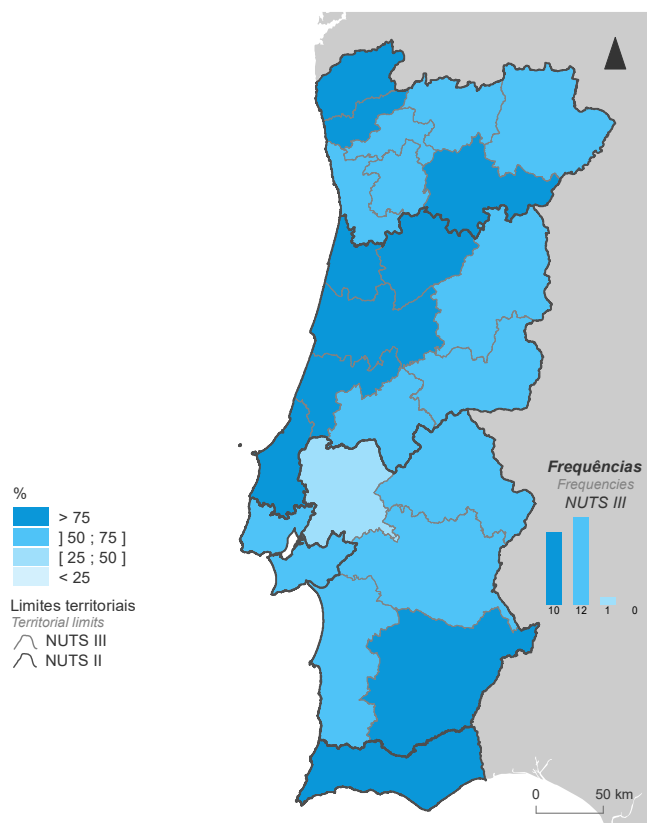 %
> 75
] 50 ; 75 ]
[ 25 ; 50 ]
< 25
Limites territoriais
Territorial limits
NUTS III
NUTS II
Frequências
Frequencies
NUTS III
10 12 1 0
0 50 km